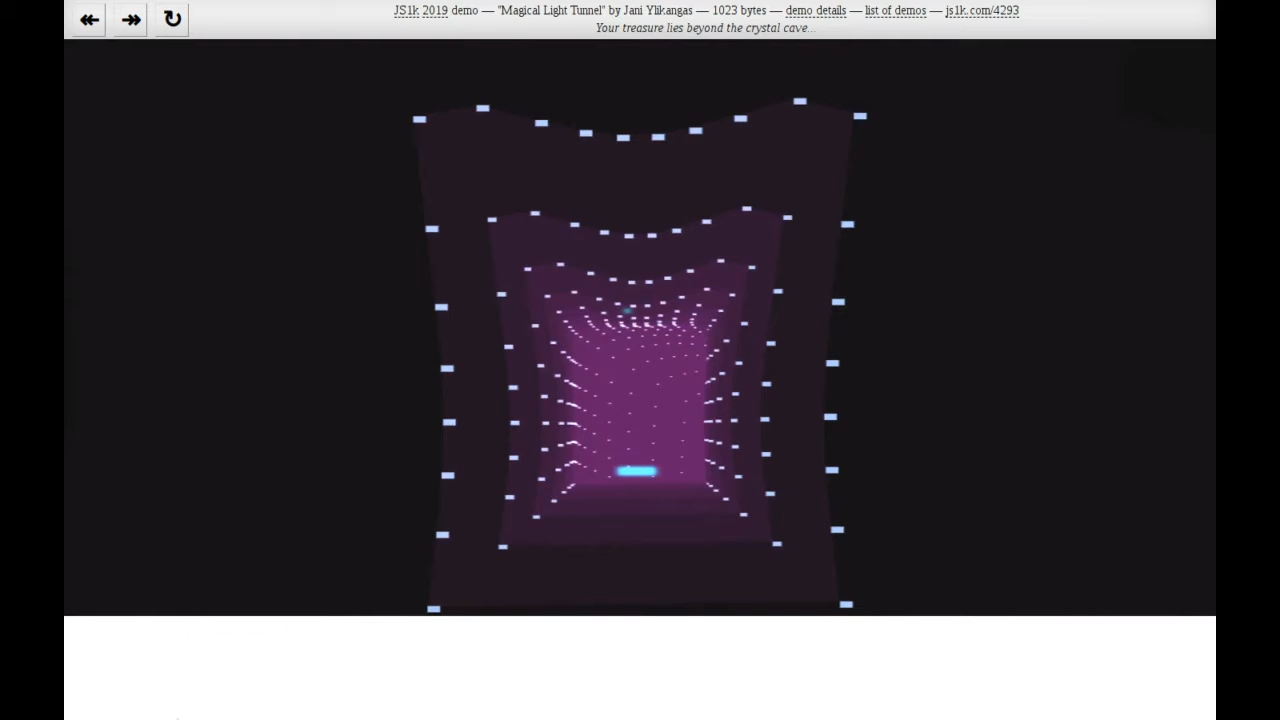 JS1k 2019 demo — "Magical Light Tunnel" by Jani Ylikangas — 1023 bytes — demo details — list of demos — js1k.com/4293
Your treasure lies beyond the crystal cave...